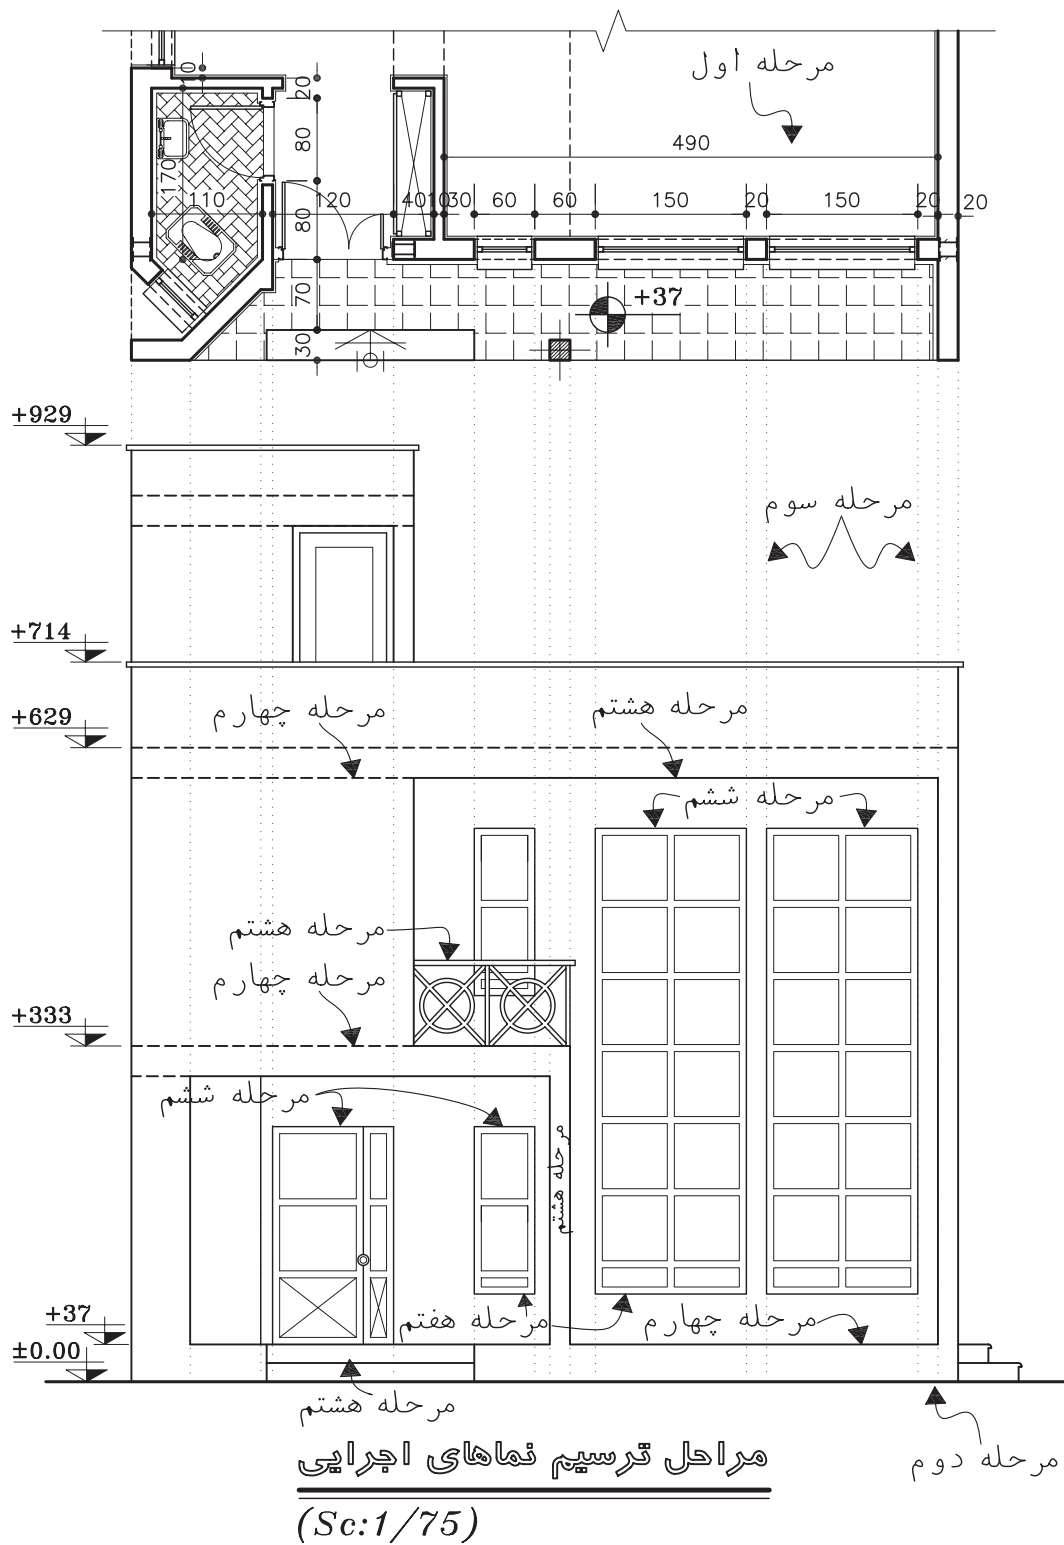 مرحله اول
10
20
490
80
170
110
120
40
10
30
60
60
150
20
150
20
20
80
70
+37
30
+929
مرحله سوم
+714
مرحله چهارم
مرحله هشتم
+629
مرحله ششم
مرحله هشتم
مرحله چهارم
+333
مرحله ششم
مرحله هشتم
+37
مرحله هفتم
مرحله چهارم
±0.00
مرحله هشتم
مرحله دوم
مراحل ترسیم نماهای اجرایی
(Sc:1/75)